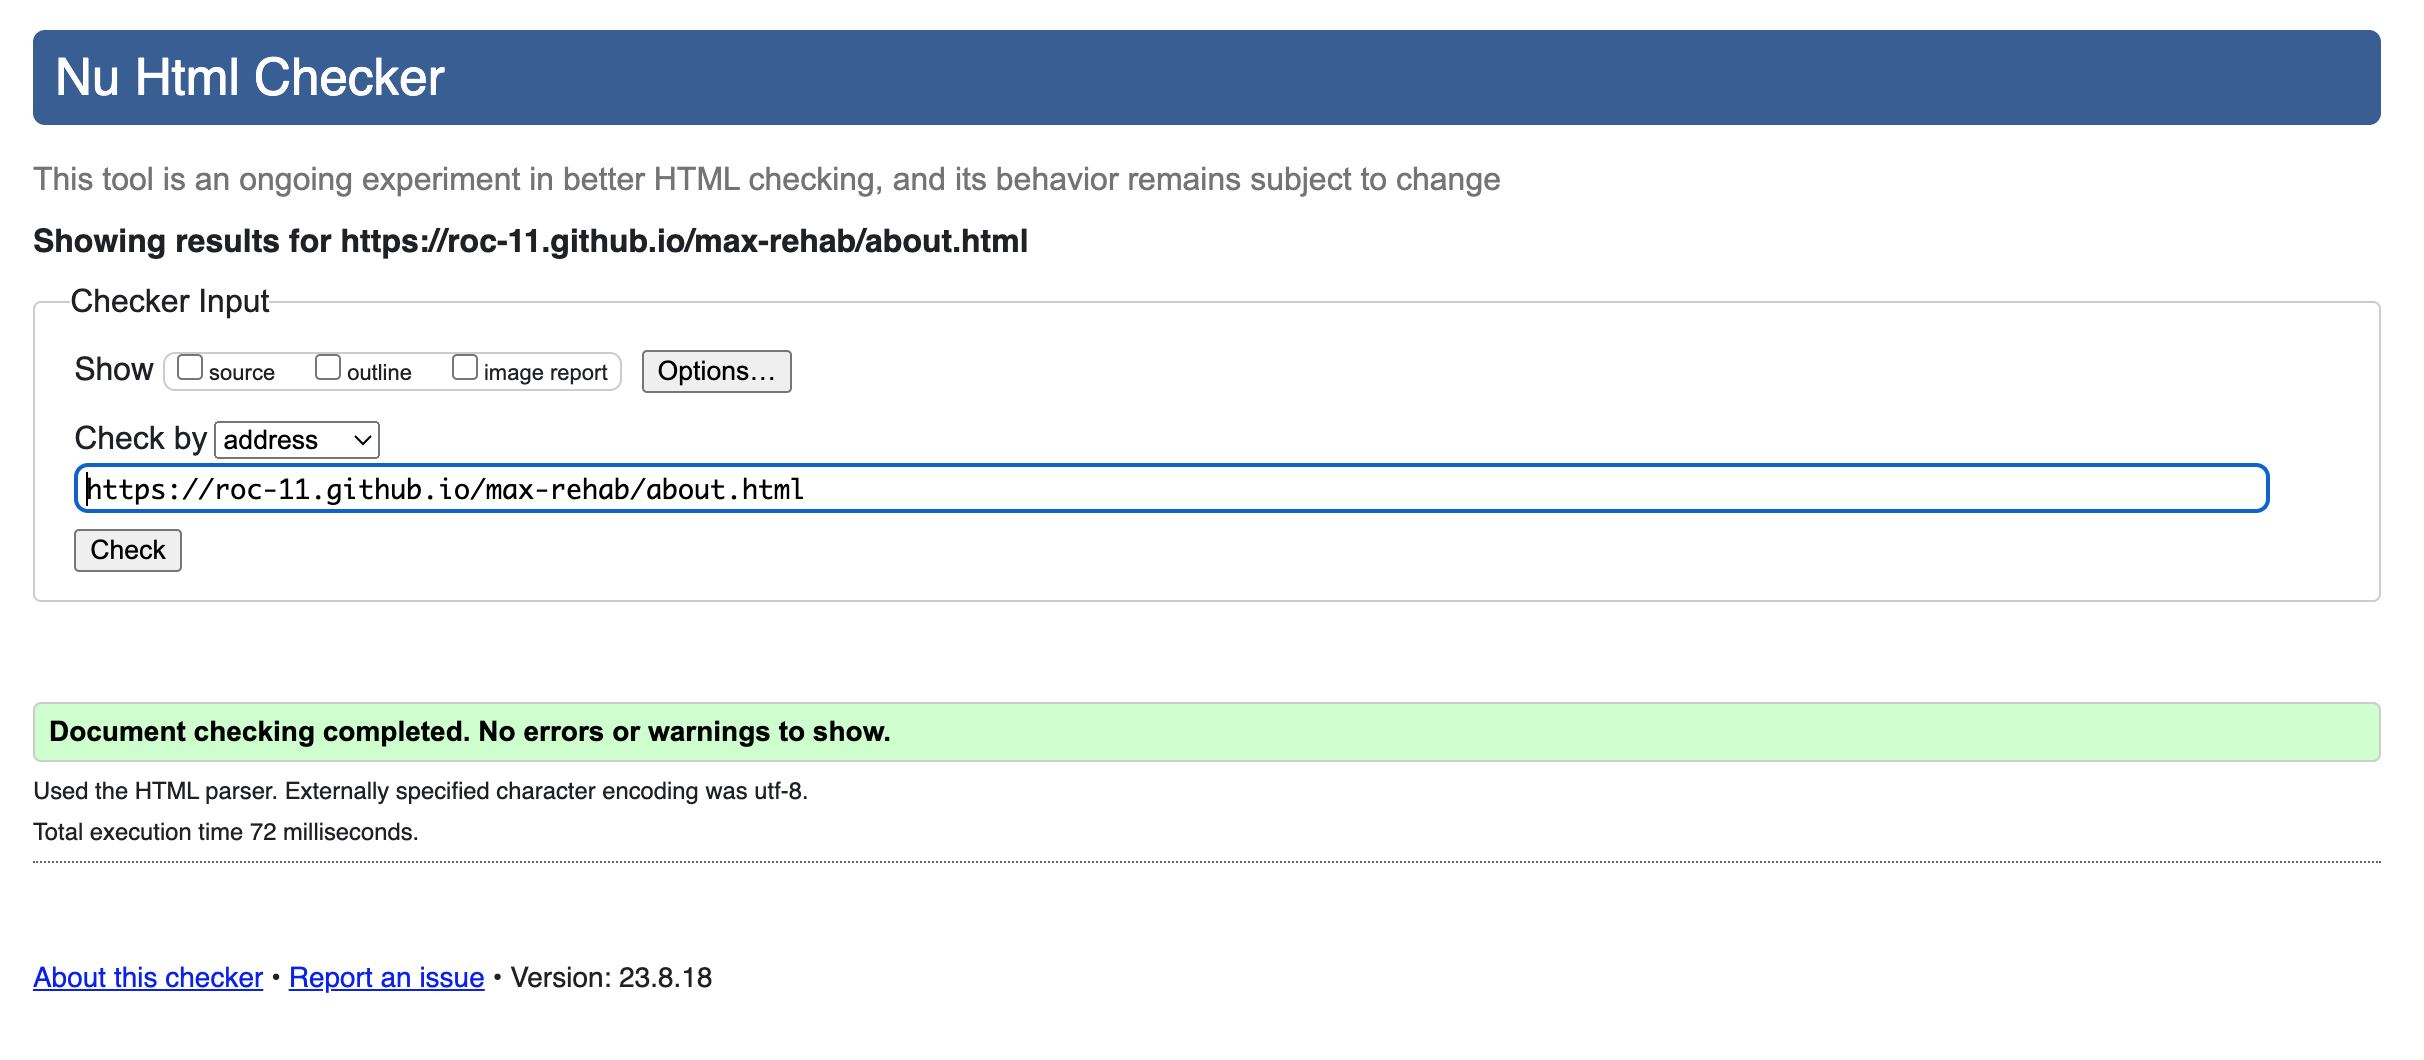 Nu Html Checker
This tool is an ongoing experiment in better HTML checking, and its behavior remains subject to change
Showing results for https://roc-11.github.io/max-rehab/about.html
Checker Input
Show source outline image report Options...
Check by address
https://roc-11.github.io/max-rehab/about.html
Check
Document checking completed. No errors or warnings to show.
Used the HTML parser. Externally specified character encoding was utf-8.
Total execution time 72 milliseconds.
About this checker • Report an issue • Version: 23.8.18